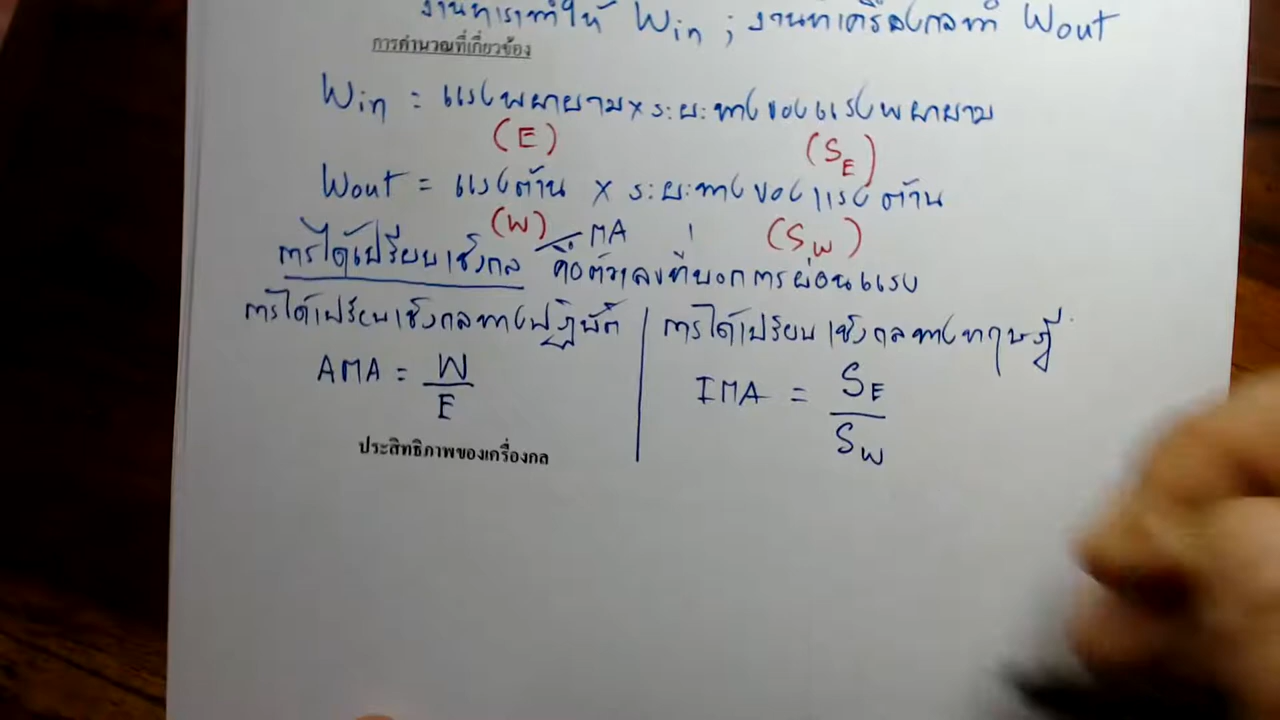 งานที่เราทำให้ Win ; งานที่เครื่องกลทำ Wout
การคำนวณที่เกี่ยวข้อง
Win = แรงพยายาม x ระยะทางของแรงพยายาม
(E) (SE)
Wout = แรงต้าน x ระยะทางของแรงต้าน
(W) MA (SW)
การได้เปรียบเชิงกล คือตัวเลขที่บอกการผ่อนแรง
การได้เปรียบเชิงกลทางปฏิบัติ | การได้เปรียบเชิงกลทางทฤษฎี
AMA = W/E IMA = SE/SW
ประสิทธิภาพของเครื่องกล